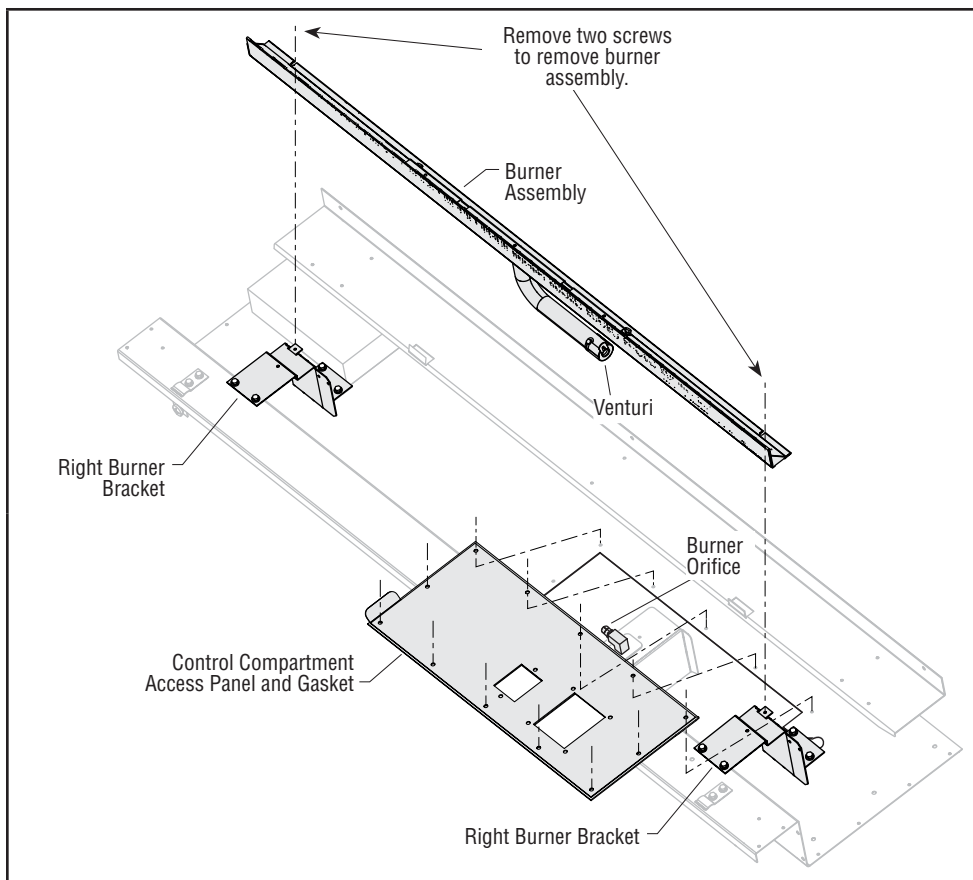 Remove two screws
to remove burner
assembly.
Burner
Assembly
Venturi
Right Burner
Bracket
Burner
Orifice
Control Compartment
Access Panel and Gasket
Right Burner Bracket